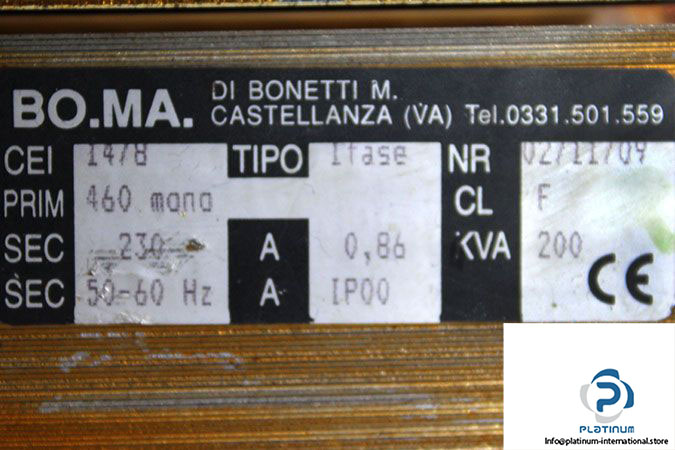 BO.MA. DI BONETTI M.
CASTELLANZA (VA) Tel.0331.501.559
CEI 14/8 TIPO 1fase NR 02/11/09
PRIM 460 mono CL F
SEC 230 A 0,86 KVA 200
SEC 50-60 Hz A IP00
CE
PLATINUM
Info@platinum-international.store